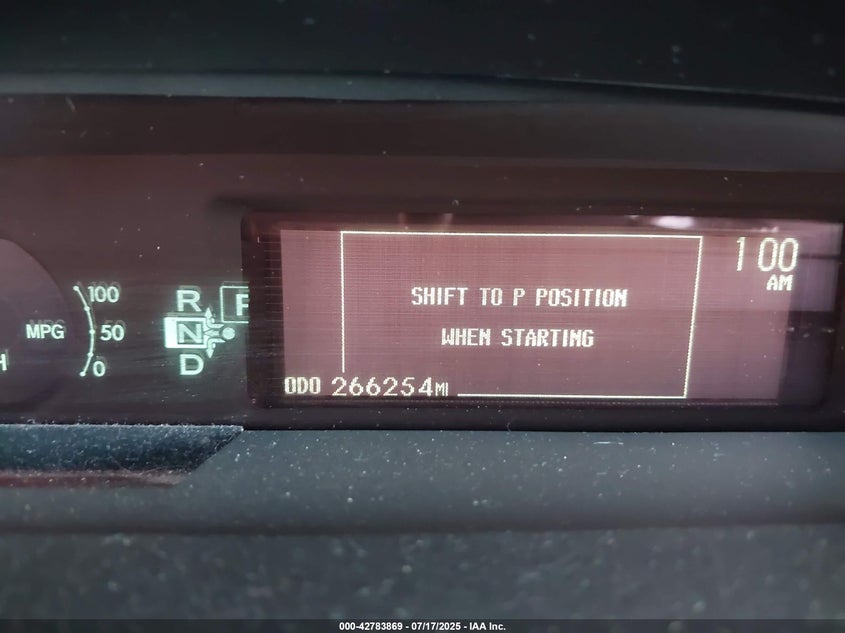 100
R
P
MPG
50
N
H
0
D
1 00
AM
SHIFT TO P POSITION
WHEN STARTING
ODO 266254MI
000-42783869 - 07/17/2025 - IAA Inc.